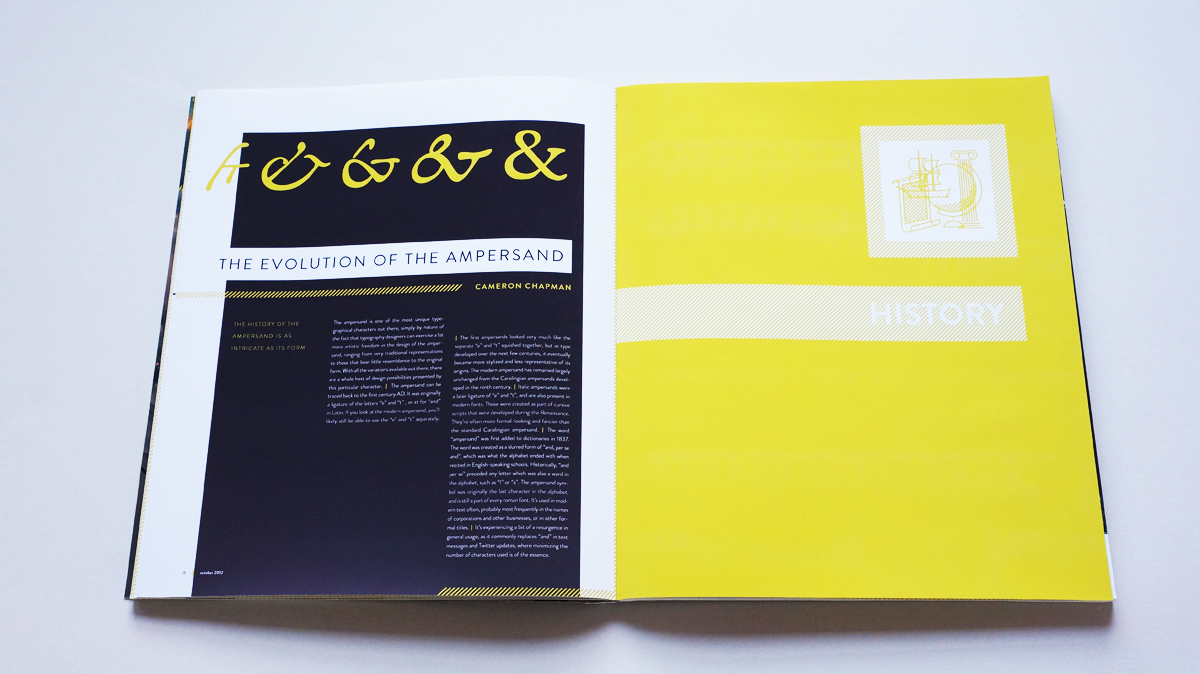 & & & &
THE EVOLUTION OF THE AMPERSAND
CAMERON CHAPMAN
THE HISTORY OF THE
AMPERSAND IS AS
INTRICATE AS ITS FORM
The ampersand is one of the most unique typo-
graphical characters out there, simply by nature of
the fact that typography designers can exercise a lot
more artistic freedom in the design of the amper-
sand, ranging from very traditional representations
to those that bear little resemblance to the original
form. With all the variations available out there, there
are a whole host of design possibilities presented by
this particular character. | The ampersand can be
traced back to the first century AD. It was originally
a ligature of the letters "e" and "t", or et for "and"
in Latin. If you look at the modern ampersand, you'll
likely still be able to see the "e" and "t" separately.
| The first ampersands looked very much like the
separate "e" and "t" squished together, but as type
developed over the next few centuries, it eventually
became more stylized and less representative of its
origins. The modern ampersand has remained largely
unchanged from the Carolingian ampersands devel-
oped in the ninth century. | Italic ampersands were
a later ligature of "e" and "t", and are also present in
modern fonts. These were created as part of cursive
scripts that were developed during the Renaissance.
They're often more formal-looking and fancier than
the standard Carolingian ampersand. | The word
"ampersand" was first added to dictionaries in 1837.
The word was created as a slurred form of "and, per se
and", which was what the alphabet ended with when
recited in English-speaking schools. Historically, "and
per se" preceded any letter which was also a word in
the alphabet, such as "I" or "a". The ampersand sym-
bol was originally the last character in the alphabet.
and is still a part of every roman font. It's used in mod-
ern text often, probably most frequently in the names
of corporations and other businesses, or in other for-
mal titles. | It's experiencing a bit of a resurgence in
general usage, as it commonly replaces "and" in text
messages and Twitter updates, where minimizing the
number of characters used is of the essence.
october 2012
HISTORY